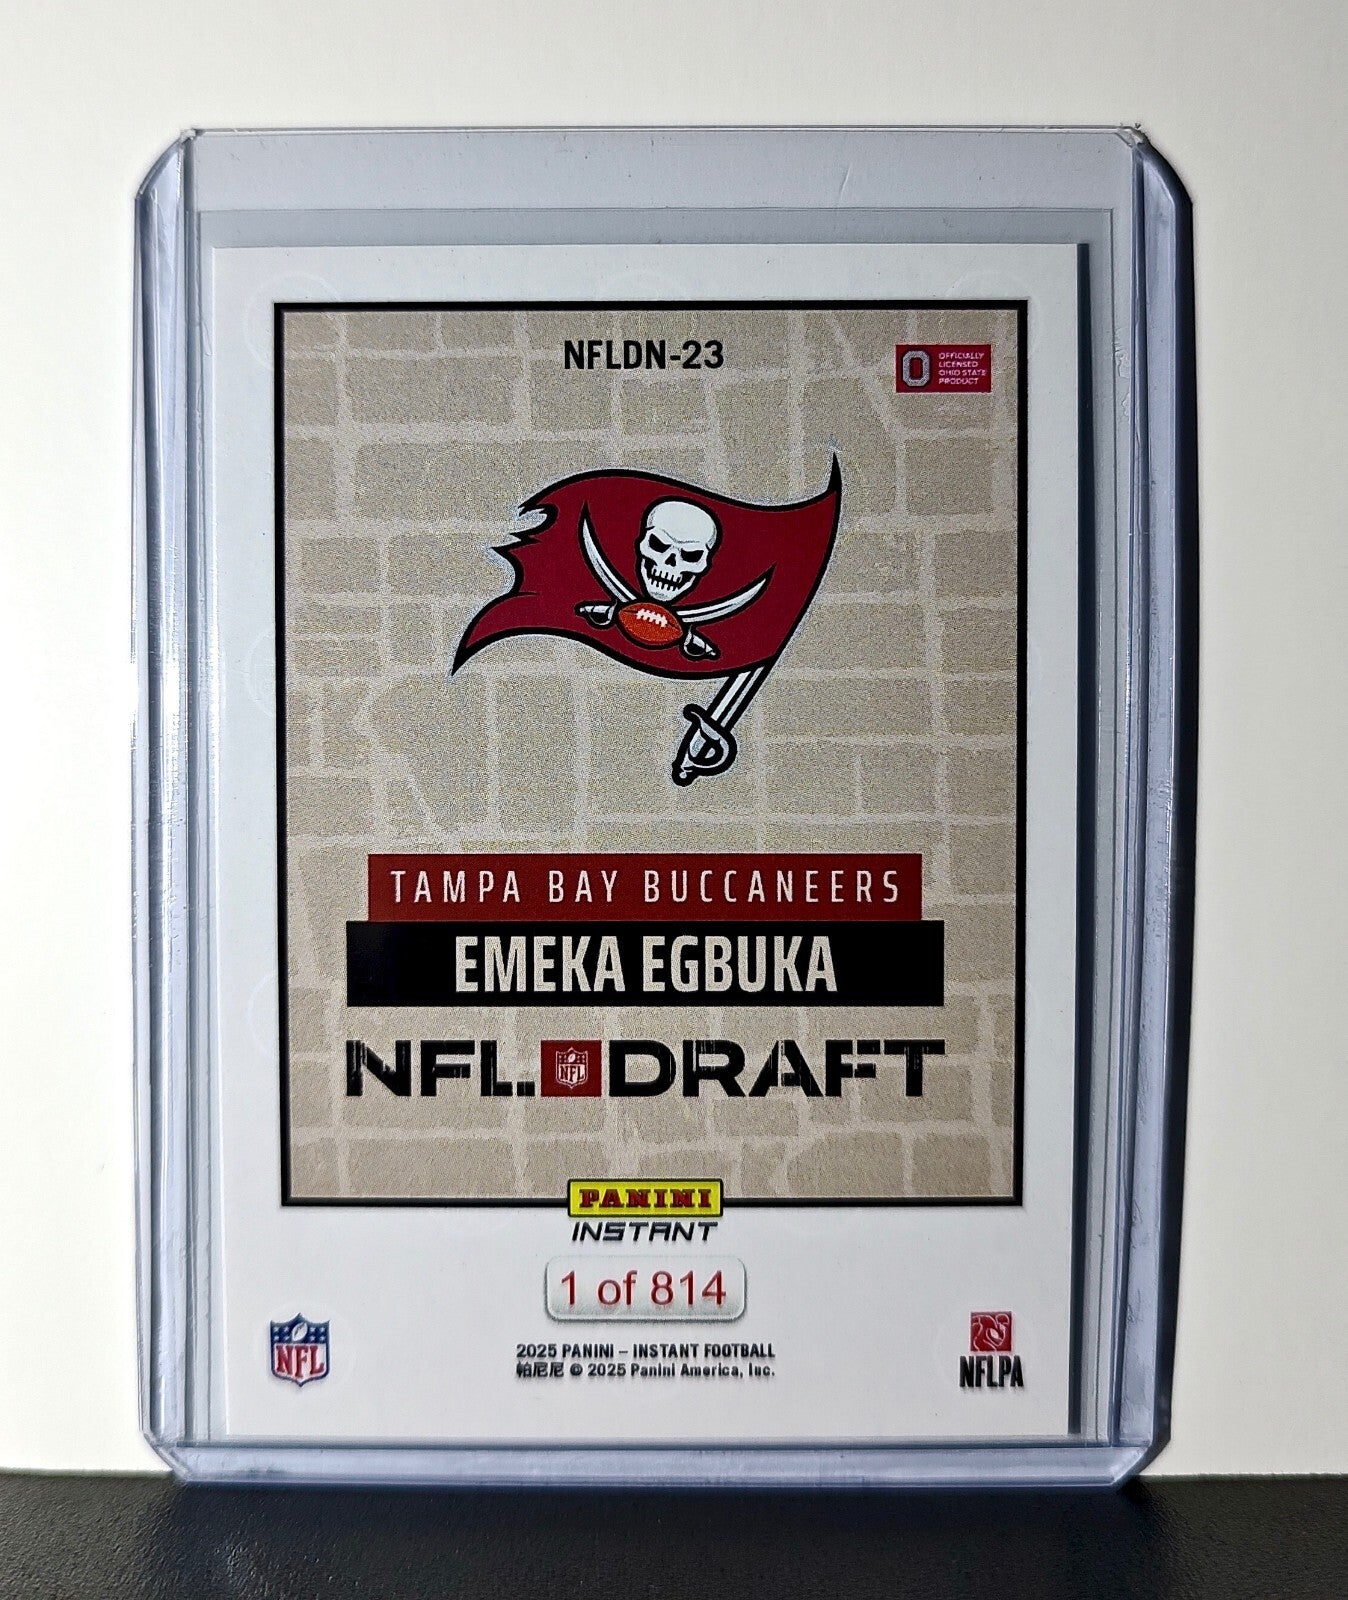 NFLDN-23
O
OFFICIALLY
LICENSED
OHIO STATE
PRODUCT
TAMPA BAY BUCCANEERS
EMEKA EGBUKA
NFL NFL DRAFT
PANINI
INSTANT
1 of 814
2025 PANINI – INSTANT FOOTBALL
帕尼尼 © 2025 Panini America, Inc.
NFL
NFLPA